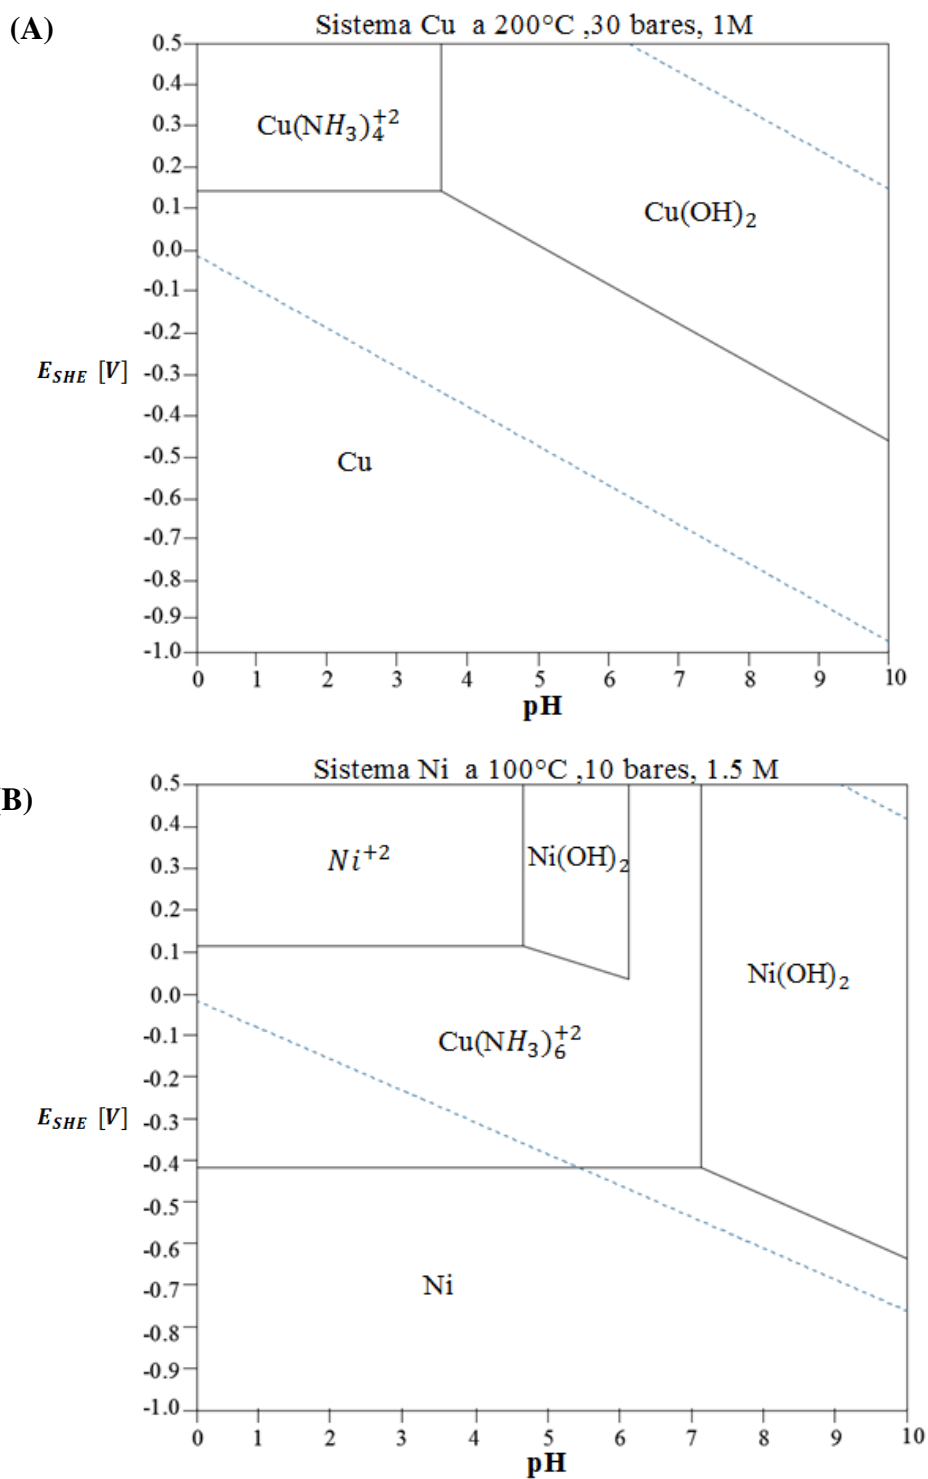 (A)
Sistema Cu a 200°C ,30 bares, 1M
0.5
0.4
0.3
0.2
0.1
0.0
-0.1
-0.2
-0.3
-0.4
-0.5
-0.6
-0.7
-0.8
-0.9
-1.0
E_SHE [V]
Cu(NH₃)₄⁺²
Cu(OH)₂
Cu
0 1 2 3 4 5 6 7 8 9 10
pH
(B)
Sistema Ni a 100°C ,10 bares, 1.5 M
0.5
0.4
0.3
0.2
0.1
0.0
-0.1
-0.2
-0.3
-0.4
-0.5
-0.6
-0.7
-0.8
-0.9
-1.0
E_SHE [V]
Ni⁺²
Ni(OH)₂
Ni(OH)₂
Cu(NH₃)₆⁺²
Ni
0 1 2 3 4 5 6 7 8 9 10
pH